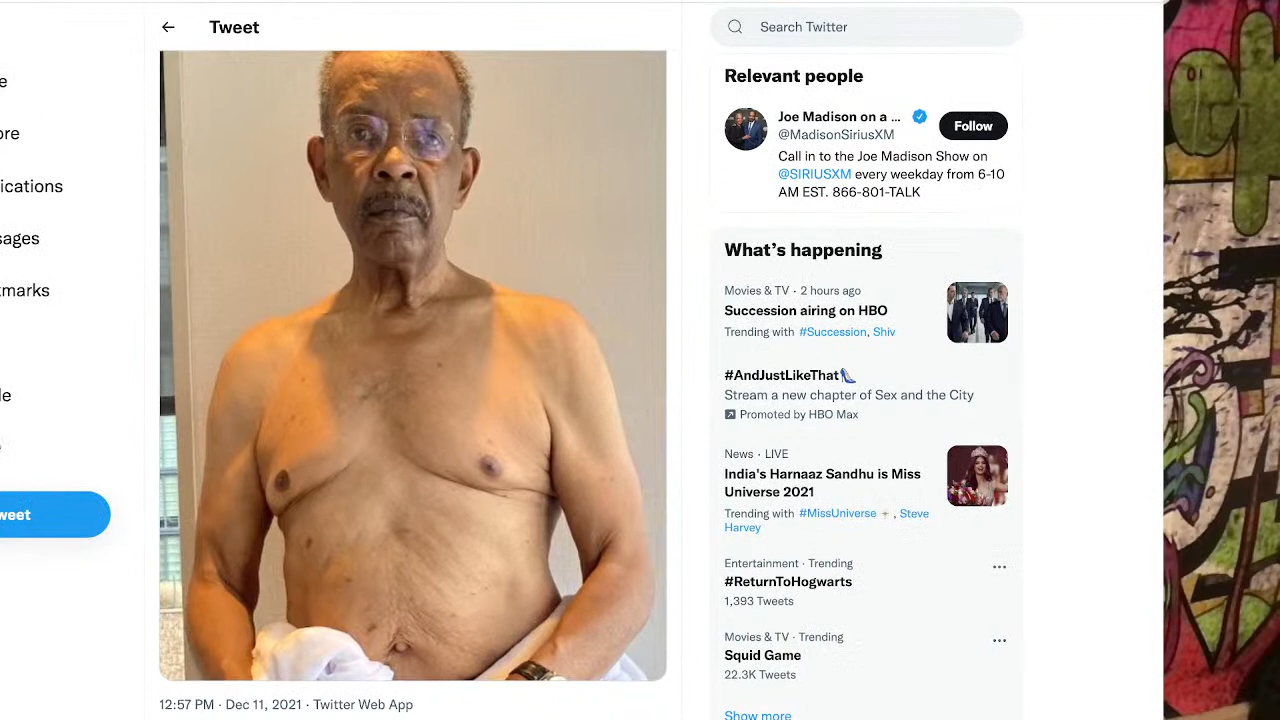 Tweet
Search Twitter
e
ore
ications
sages
kmarks
le
weet
12:57 PM · Dec 11, 2021 · Twitter Web App
Relevant people
Joe Madison on a ...
@MadisonSiriusXM
Follow
Call in to the Joe Madison Show on
@SIRIUSXM every weekday from 6-10
AM EST. 866-801-TALK
What's happening
Movies & TV · 2 hours ago
Succession airing on HBO
Trending with #Succession, Shiv
#AndJustLikeThat👠
Stream a new chapter of Sex and the City
Promoted by HBO Max
News · LIVE
India's Harnaaz Sandhu is Miss
Universe 2021
Trending with #MissUniverse , Steve
Harvey
Entertainment · Trending
#ReturnToHogwarts
1,393 Tweets
Movies & TV · Trending
Squid Game
22.3K Tweets
Show more